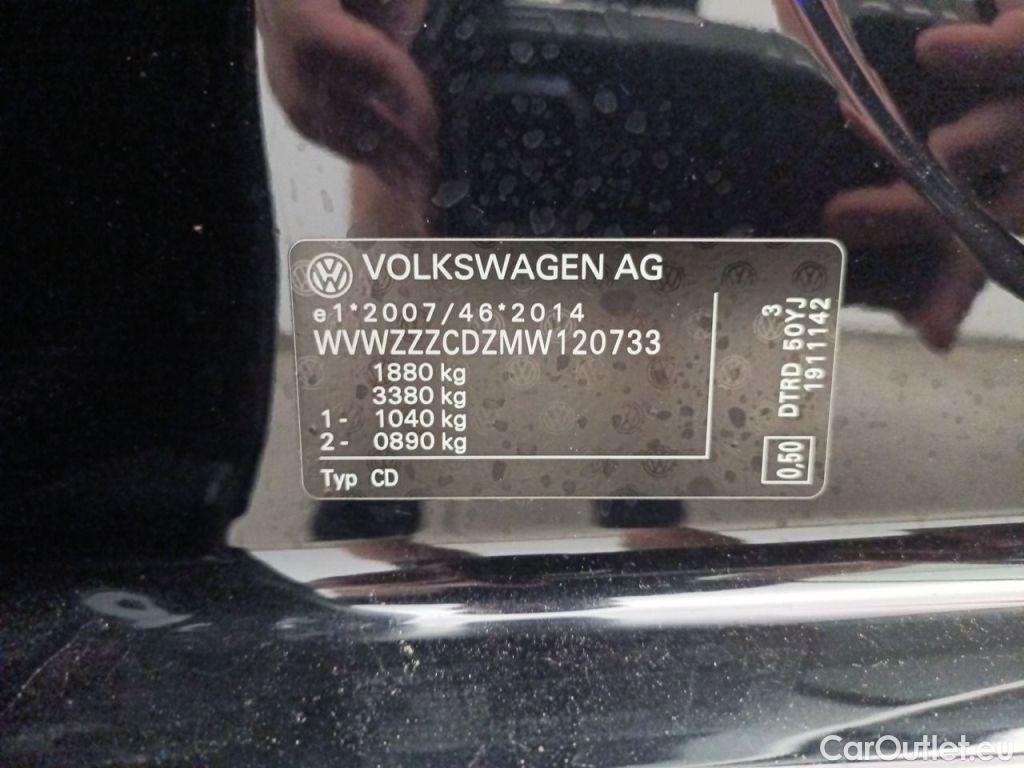 VOLKSWAGEN AG
e1*2007/46*2014
WVWZZZCDZMW120733
1880 kg
3380 kg
1- 1040 kg
2- 0890 kg
Typ CD
3
DTRD 50YJ
1911142
0,50
CarOutlet.eu